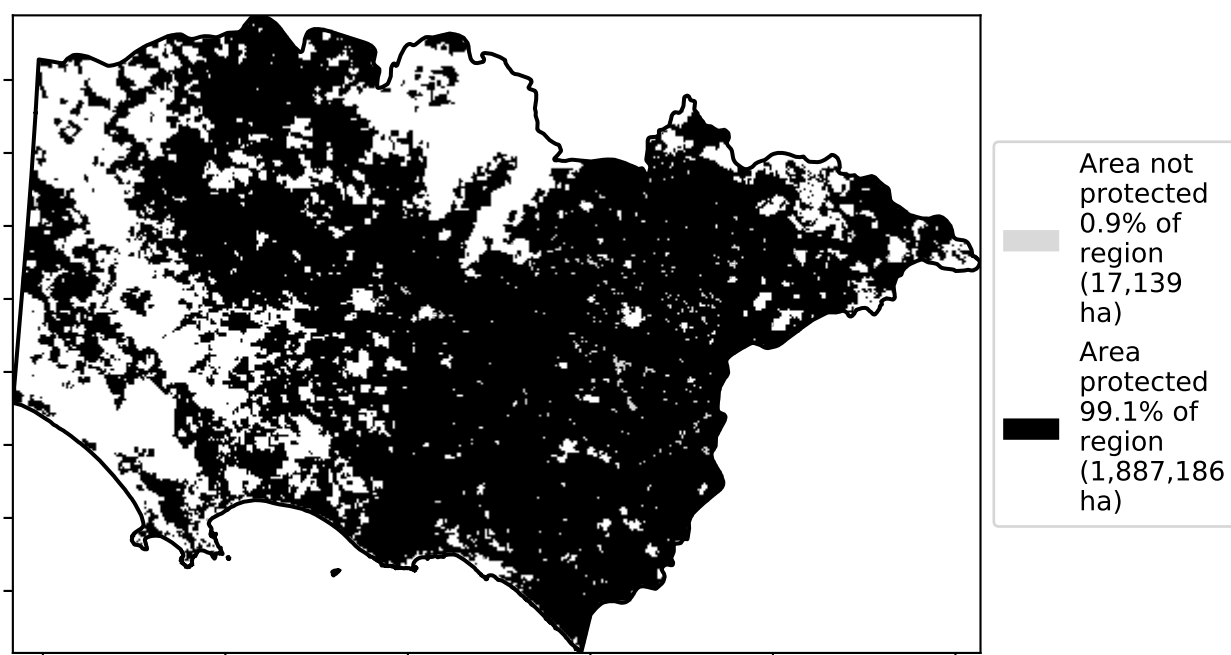 Area not
protected
0.9% of
region
(17,139
ha)
Area
protected
99.1% of
region
(1,887,186
ha)